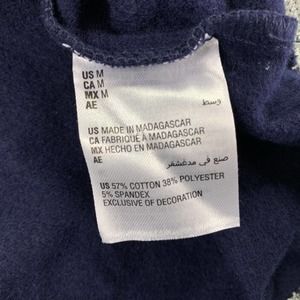 US M
CA M
MX M
AE وسط
US MADE IN MADAGASCAR
CA FABRIQUÉ À MADAGASCAR
MX HECHO EN MADAGASCAR
AE صنع في مدغشقر
US 57% COTTON 38% POLYESTER
5% SPANDEX
EXCLUSIVE OF DECORATION